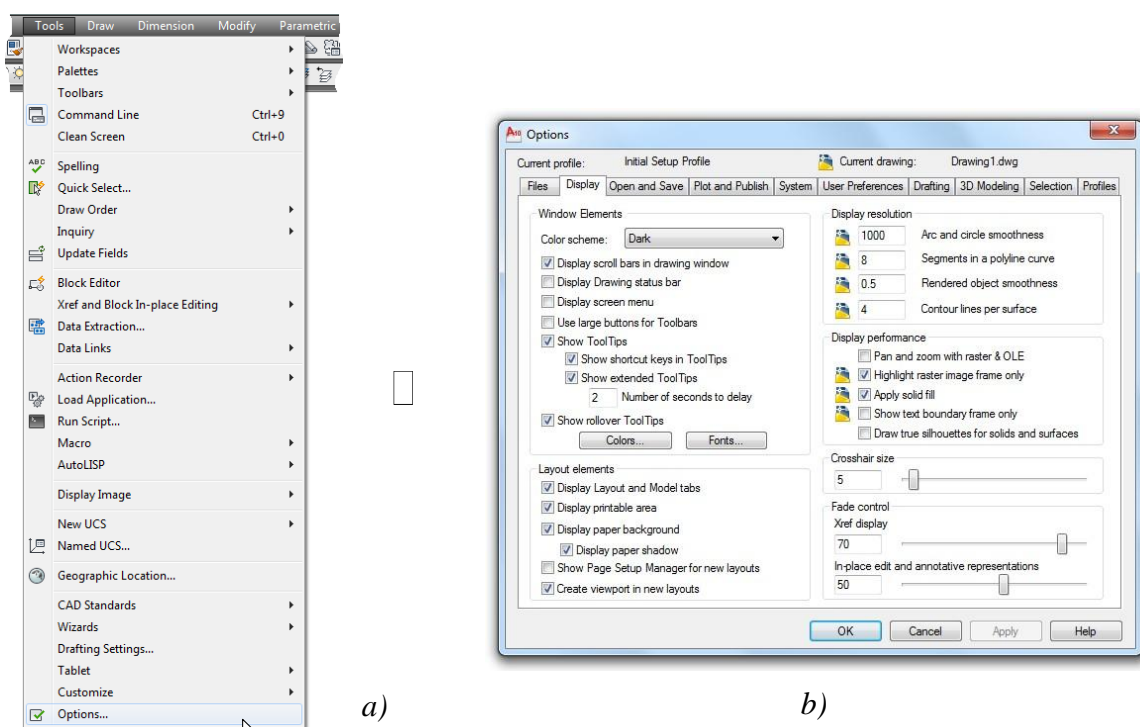 Tools Draw Dimension Modify Parametric
Workspaces
Palettes
Toolbars
Command Line Ctrl+9
Clean Screen Ctrl+0
ABC Spelling
Quick Select...
Draw Order
Inquiry
Update Fields
Block Editor
Xref and Block In-place Editing
Data Extraction...
Data Links
Action Recorder
Load Application...
Run Script...
Macro
AutoLISP
Display Image
New UCS
Named UCS...
Geographic Location...
CAD Standards
Wizards
Drafting Settings...
Tablet
Customize
Options...
a)
Options
Current profile: Initial Setup Profile Current drawing: Drawing1.dwg
Files Display Open and Save Plot and Publish System User Preferences Drafting 3D Modeling Selection Profiles
Window Elements
Color scheme: Dark
Display scroll bars in drawing window
Display Drawing status bar
Display screen menu
Use large buttons for Toolbars
Show ToolTips
Show shortcut keys in ToolTips
Show extended ToolTips
2 Number of seconds to delay
Show rollover ToolTips
Colors... Fonts...
Layout elements
Display Layout and Model tabs
Display printable area
Display paper background
Display paper shadow
Show Page Setup Manager for new layouts
Create viewport in new layouts
Display resolution
1000 Arc and circle smoothness
8 Segments in a polyline curve
0.5 Rendered object smoothness
4 Contour lines per surface
Display performance
Pan and zoom with raster & OLE
Highlight raster image frame only
Apply solid fill
Show text boundary frame only
Draw true silhouettes for solids and surfaces
Crosshair size
5
Fade control
Xref display
70
In-place edit and annotative representations
50
OK Cancel Apply Help
b)